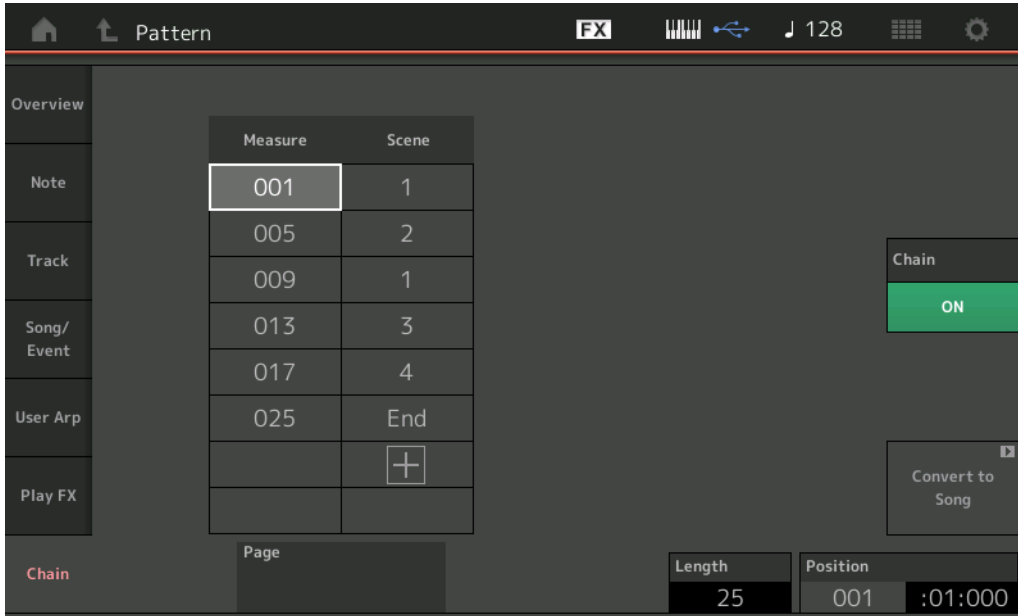 Pattern
FX
♩ 128
Overview
Note
Track
Song/
Event
User Arp
Play FX
Chain
Measure Scene
001 1
005 2
009 1
013 3
017 4
025 End
Page
Chain
ON
Convert to
Song
Length
25
Position
001 :01:000